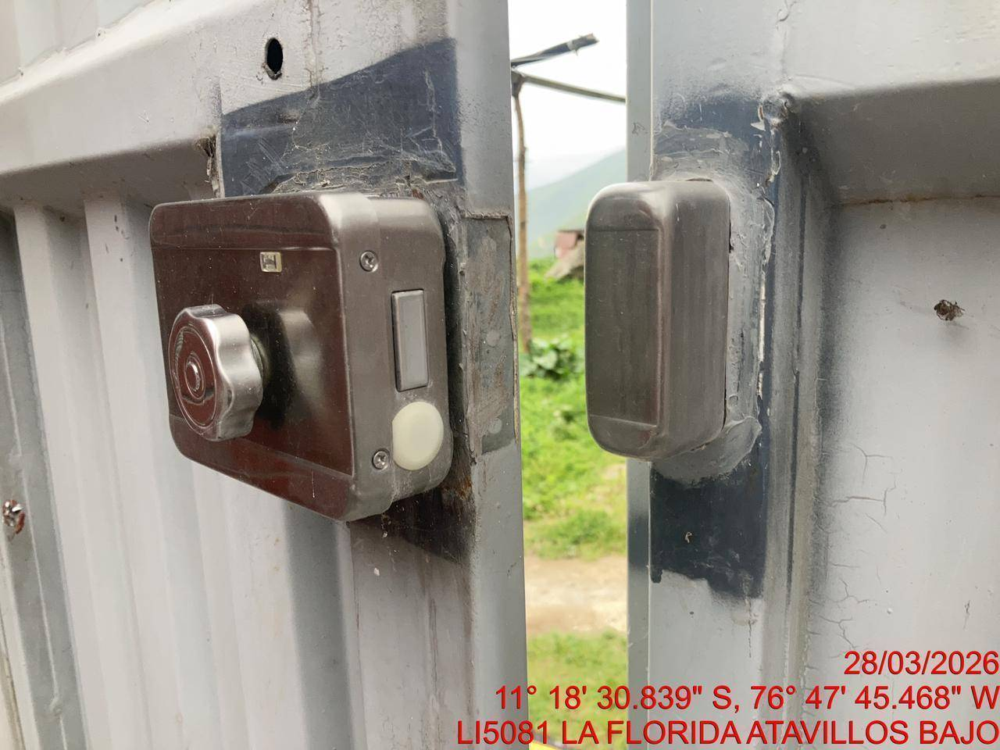 28/03/2026
11° 18' 30.839" S, 76° 47' 45.468" W
LI5081 LA FLORIDA ATAVILLOS BAJO